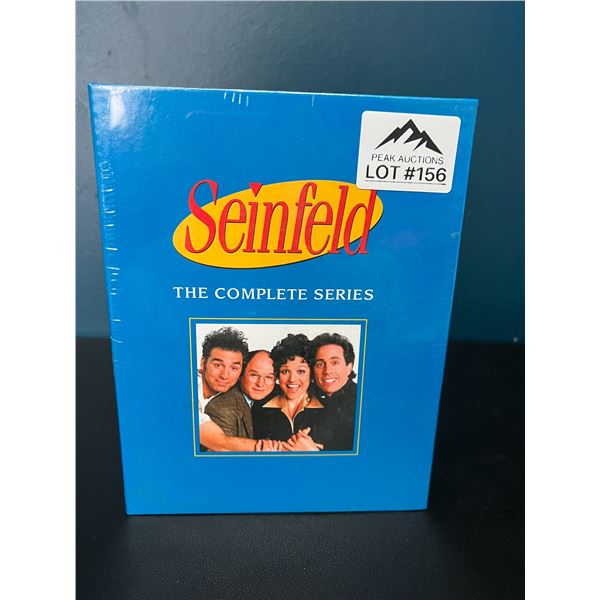 PEAK AUCTIONS
LOT #156
Seinfeld
THE COMPLETE SERIES